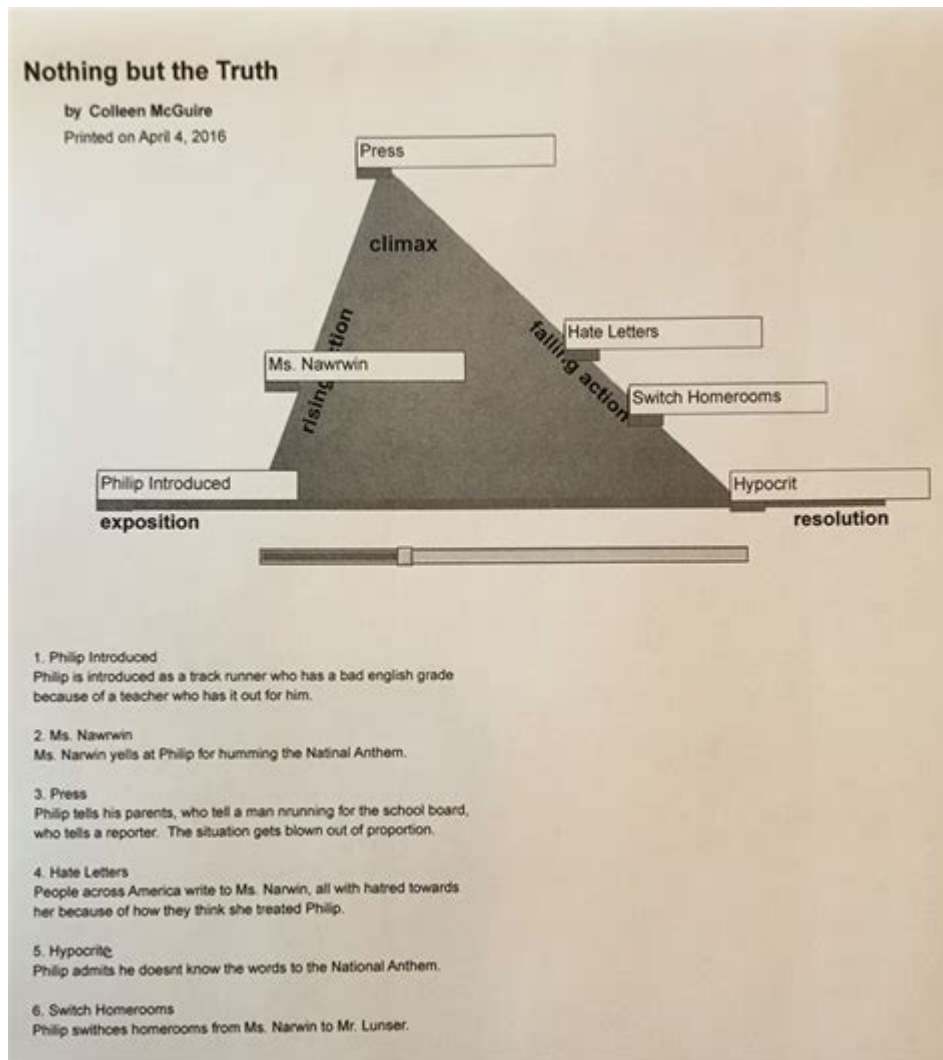 Nothing but the Truth
by Colleen McGuire
Printed on April 4, 2016
Press
climax
rising action
Hate Letters
falling action
Ms. Nawrwin
Switch Homerooms
Philip Introduced
Hypocrit
exposition
resolution
1. Philip Introduced
Philip is introduced as a track runner who has a bad english grade
because of a teacher who has it out for him.
2. Ms. Nawrwin
Ms. Narwin yells at Philip for humming the Natinal Anthem.
3. Press
Philip tells his parents, who tell a man nrunning for the school board,
who tells a reporter. The situation gets blown out of proportion.
4. Hate Letters
People across America write to Ms. Narwin, all with hatred towards
her because of how they think she treated Philip.
5. Hypocrite
Philip admits he doesnt know the words to the National Anthem.
6. Switch Homerooms
Philip swithces homerooms from Ms. Narwin to Mr. Lunser.